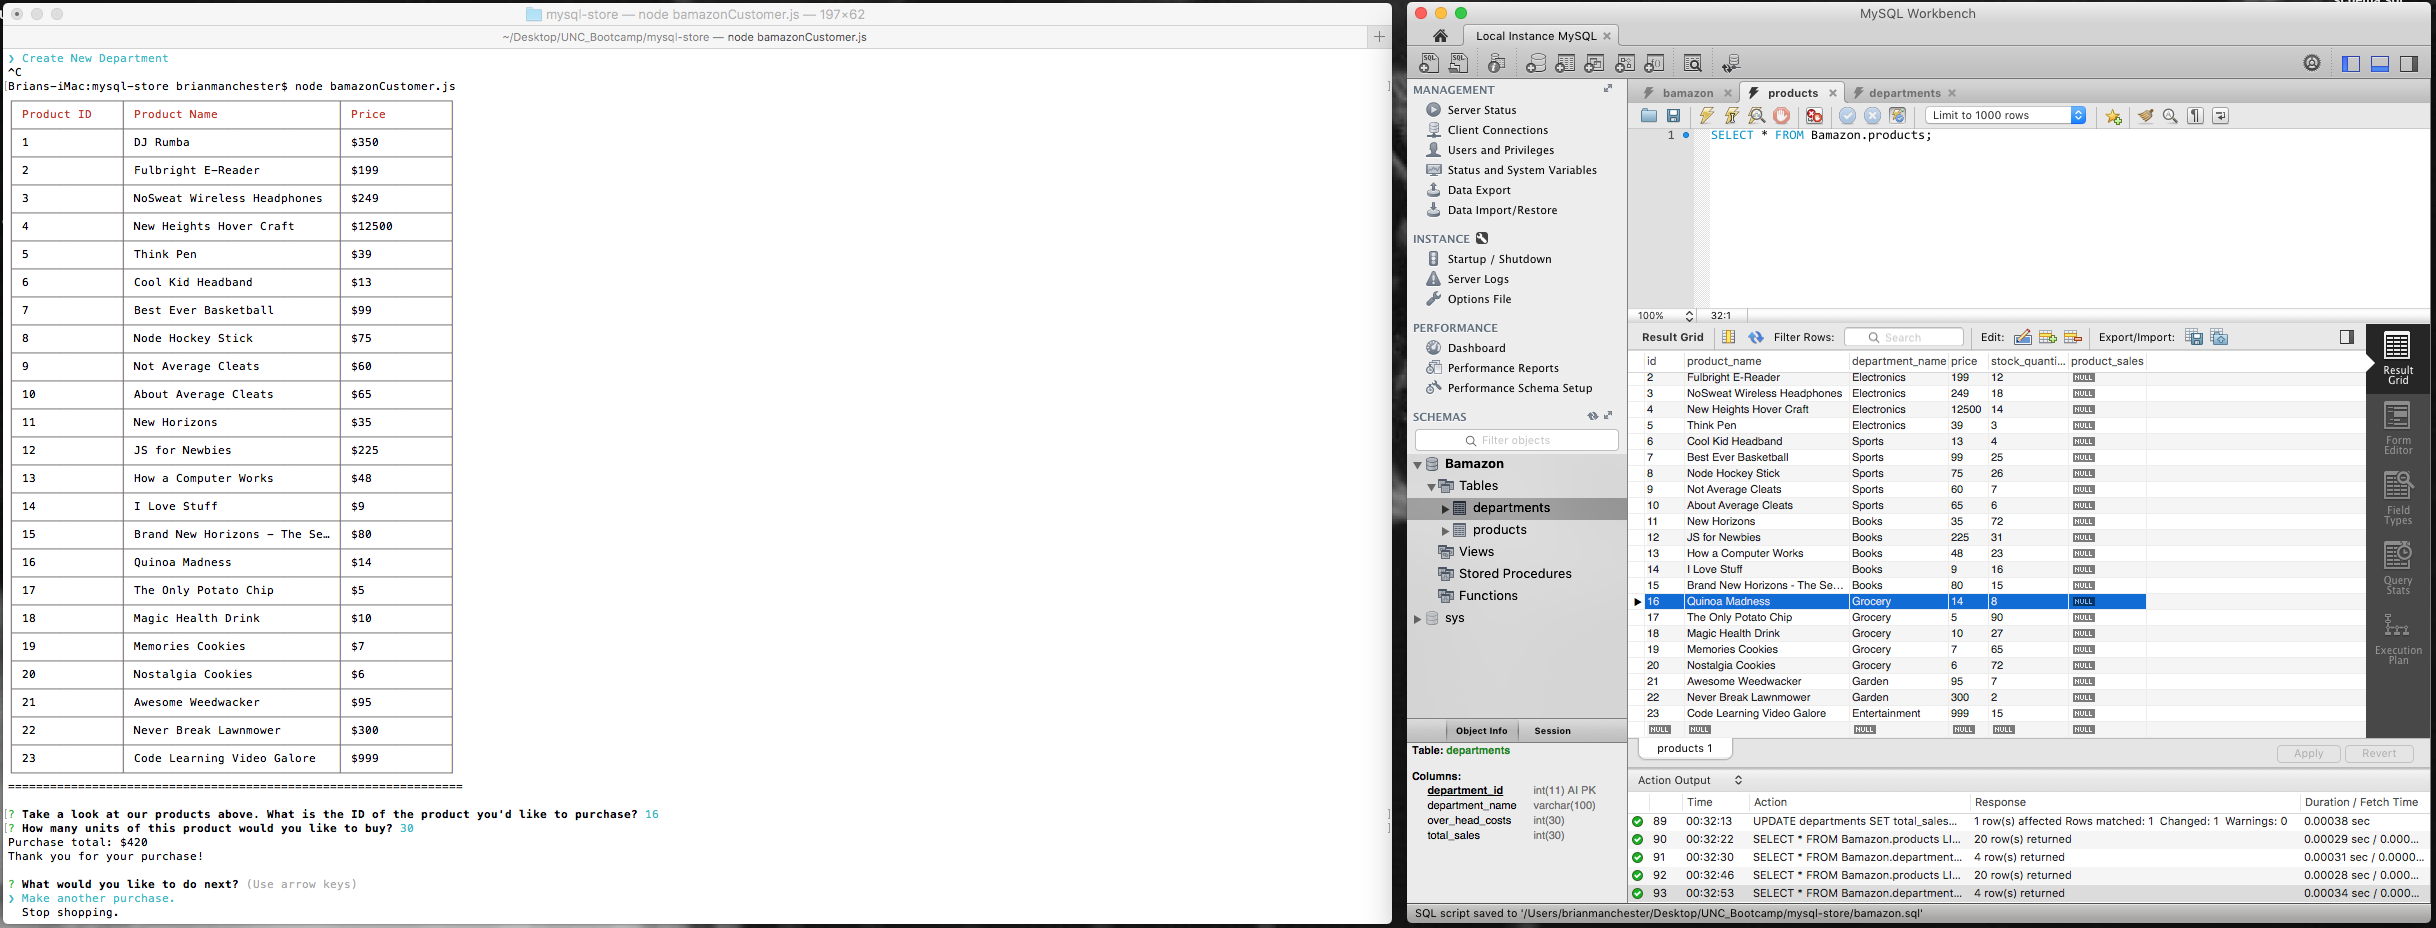 mysql-store — node bamazonCustomer.js — 197×62
~/Desktop/UNC_Bootcamp/mysql-store — node bamazonCustomer.js
❯ Create New Department
^C
[Brians-iMac:mysql-store brianmanchester$ node bamazonCustomer.js ]
Product ID Product Name Price
1 DJ Rumba $350
2 Fulbright E-Reader $199
3 NoSweat Wireless Headphones $249
4 New Heights Hover Craft $12500
5 Think Pen $39
6 Cool Kid Headband $13
7 Best Ever Basketball $99
8 Node Hockey Stick $75
9 Not Average Cleats $60
10 About Average Cleats $65
11 New Horizons $35
12 JS for Newbies $225
13 How a Computer Works $48
14 I Love Stuff $9
15 Brand New Horizons - The Se… $80
16 Quinoa Madness $14
17 The Only Potato Chip $5
18 Magic Health Drink $10
19 Memories Cookies $7
20 Nostalgia Cookies $6
21 Awesome Weedwacker $95
22 Never Break Lawnmower $300
23 Code Learning Video Galore $999
=================================================================
[? Take a look at our products above. What is the ID of the product you'd like to purchase? 16 ]
[? How many units of this product would you like to buy? 30 ]
Purchase total: $420
Thank you for your purchase!
? What would you like to do next? (Use arrow keys)
❯ Make another purchase.
Stop shopping.
MySQL Workbench
Local Instance MySQL
MANAGEMENT
Server Status
Client Connections
Users and Privileges
Status and System Variables
Data Export
Data Import/Restore
INSTANCE
Startup / Shutdown
Server Logs
Options File
PERFORMANCE
Dashboard
Performance Reports
Performance Schema Setup
SCHEMAS
Filter objects
Bamazon
Tables
departments
products
Views
Stored Procedures
Functions
sys
Object Info Session
Table: departments
Columns:
department_id int(11) AI PK
department_name varchar(100)
over_head_costs int(30)
total_sales int(30)
bamazon products departments
Limit to 1000 rows
1 SELECT * FROM Bamazon.products;
100% 32:1
Result Grid Filter Rows: Search Edit: Export/Import:
id product_name department_name price stock_quanti... product_sales
2 Fulbright E-Reader Electronics 199 12 NULL
3 NoSweat Wireless Headphones Electronics 249 18 NULL
4 New Heights Hover Craft Electronics 12500 14 NULL
5 Think Pen Electronics 39 3 NULL
6 Cool Kid Headband Sports 13 4 NULL
7 Best Ever Basketball Sports 99 25 NULL
8 Node Hockey Stick Sports 75 26 NULL
9 Not Average Cleats Sports 60 7 NULL
10 About Average Cleats Sports 65 6 NULL
11 New Horizons Books 35 72 NULL
12 JS for Newbies Books 225 31 NULL
13 How a Computer Works Books 48 23 NULL
14 I Love Stuff Books 9 16 NULL
15 Brand New Horizons - The Se... Books 80 15 NULL
16 Quinoa Madness Grocery 14 8 NULL
17 The Only Potato Chip Grocery 5 90 NULL
18 Magic Health Drink Grocery 10 27 NULL
19 Memories Cookies Grocery 7 65 NULL
20 Nostalgia Cookies Grocery 6 72 NULL
21 Awesome Weedwacker Garden 95 7 NULL
22 Never Break Lawnmower Garden 300 2 NULL
23 Code Learning Video Galore Entertainment 999 15 NULL
NULL NULL NULL NULL NULL NULL
Result Grid
Form Editor
Field Types
Query Stats
Execution Plan
products 1 Apply Revert
Action Output
Time Action Response Duration / Fetch Time
89 00:32:13 UPDATE departments SET total_sales... 1 row(s) affected Rows matched: 1 Changed: 1 Warnings: 0 0.00038 sec
90 00:32:22 SELECT * FROM Bamazon.products LI... 20 row(s) returned 0.00029 sec / 0.000...
91 00:32:30 SELECT * FROM Bamazon.department... 4 row(s) returned 0.00031 sec / 0.0000...
92 00:32:46 SELECT * FROM Bamazon.products LI... 20 row(s) returned 0.00028 sec / 0.000...
93 00:32:53 SELECT * FROM Bamazon.department... 4 row(s) returned 0.00034 sec / 0.000...
SQL script saved to '/Users/brianmanchester/Desktop/UNC_Bootcamp/mysql-store/bamazon.sql'